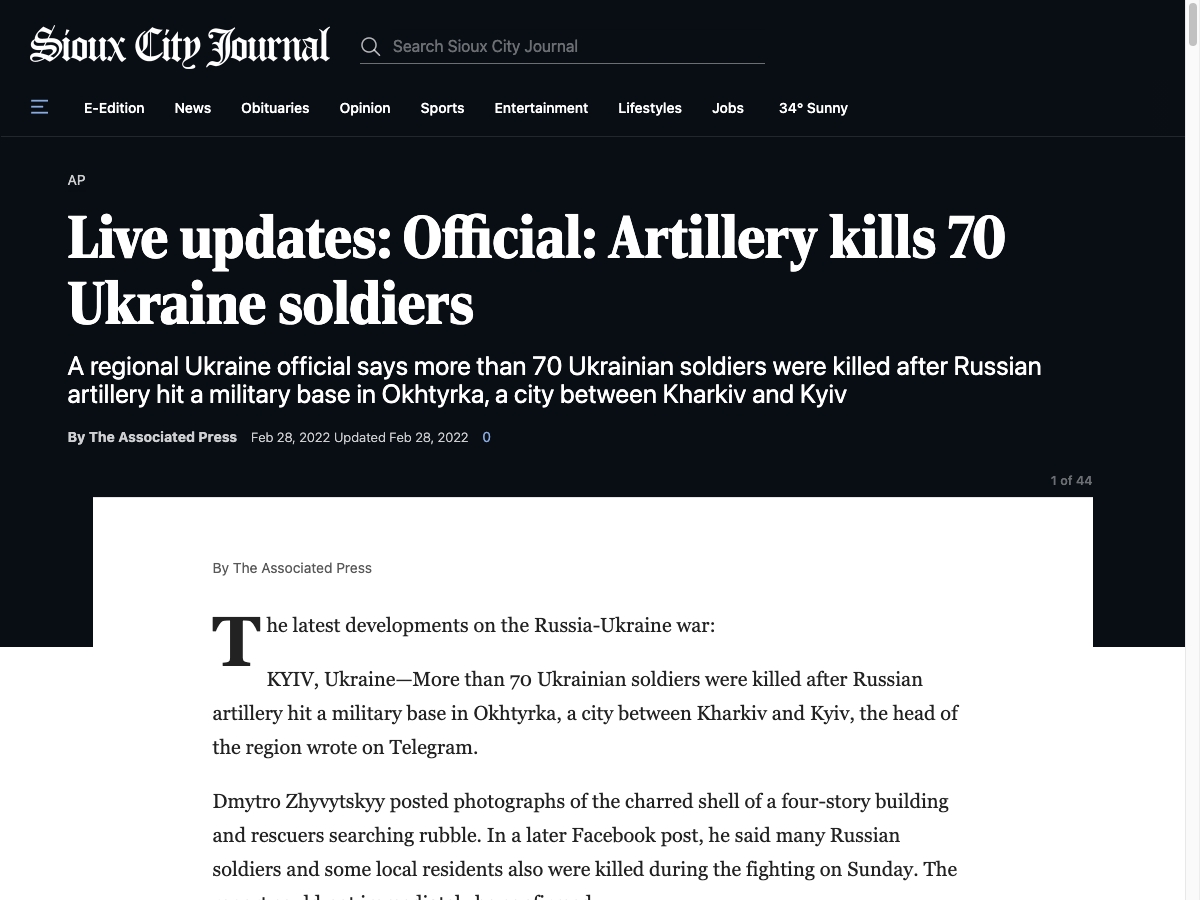 Sioux City Journal
Search Sioux City Journal
E-Edition News Obituaries Opinion Sports Entertainment Lifestyles Jobs 34° Sunny
AP
Live updates: Official: Artillery kills 70
Ukraine soldiers
A regional Ukraine official says more than 70 Ukrainian soldiers were killed after Russian
artillery hit a military base in Okhtyrka, a city between Kharkiv and Kyiv
By The Associated Press Feb 28, 2022 Updated Feb 28, 2022 0
1 of 44
By The Associated Press
The latest developments on the Russia-Ukraine war:
KYIV, Ukraine—More than 70 Ukrainian soldiers were killed after Russian
artillery hit a military base in Okhtyrka, a city between Kharkiv and Kyiv, the head of
the region wrote on Telegram.
Dmytro Zhyvytskyy posted photographs of the charred shell of a four-story building
and rescuers searching rubble. In a later Facebook post, he said many Russian
soldiers and some local residents also were killed during the fighting on Sunday. The